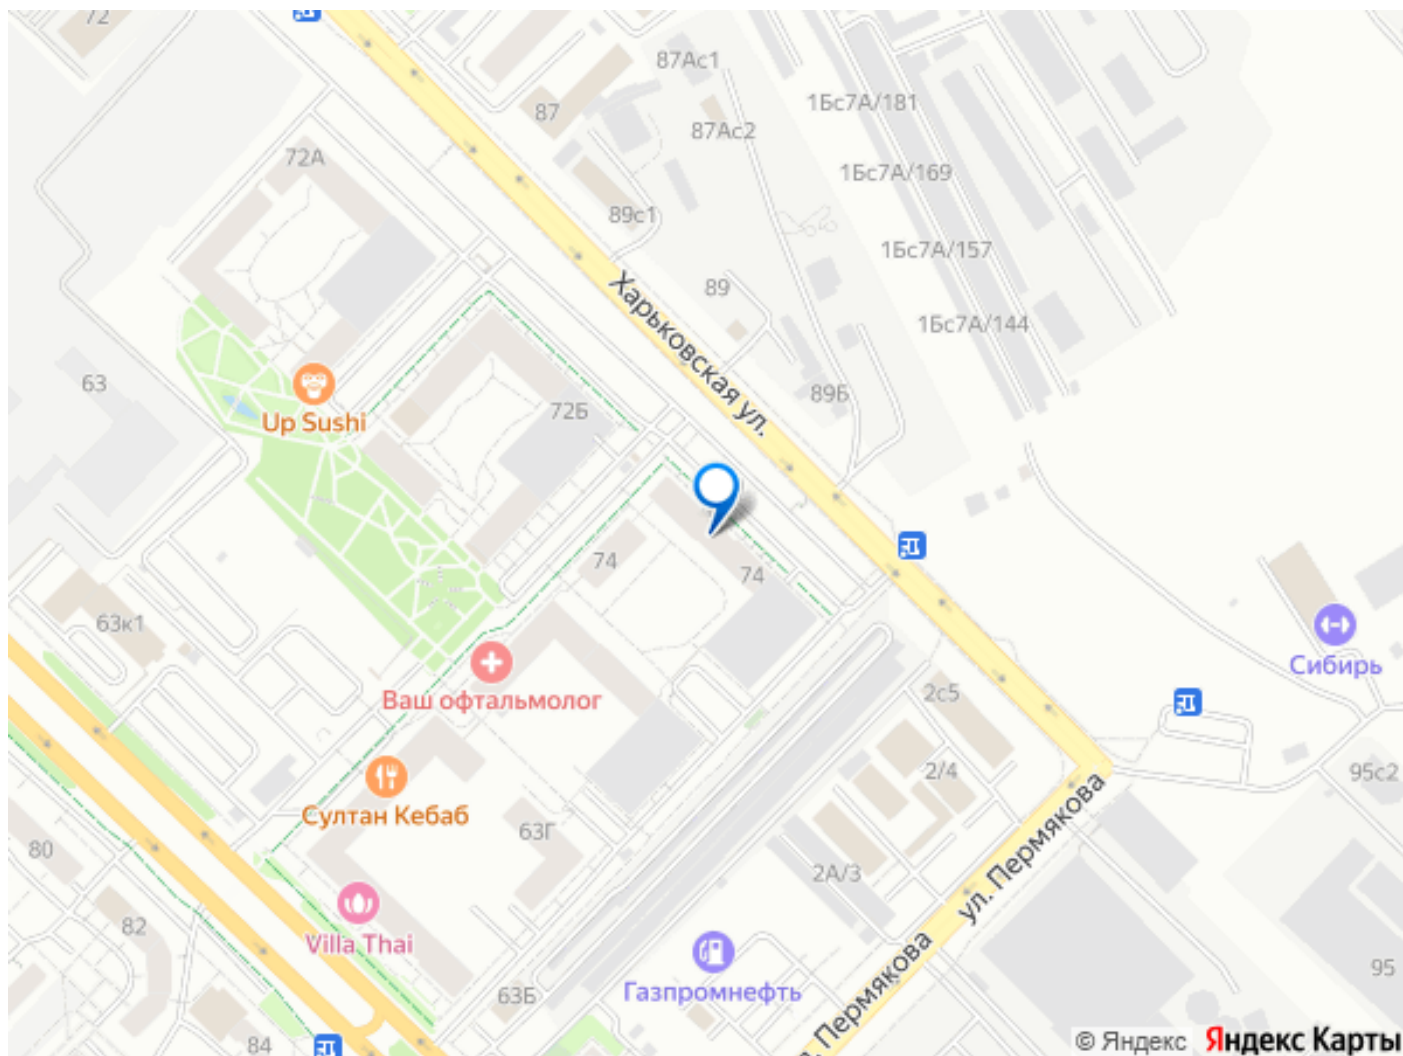 72
87Ас1
1Бс7А/181
87
87Ас2
72А
1Бс7А/169
89с1
1Бс7А/157
89
Харьковская ул.
1Бс7А/144
63
89Б
72Б
Up Sushi
74
74
63к1
Сибирь
Ваш офтальмолог
2с5
2/4
95с2
Султан Кебаб
63Г
ул. Пермякова
80
2А/3
82
Villa Thai
95
Газпромнефть
63Б
л. Пермякова
84
© Яндекс Яндекс Карты